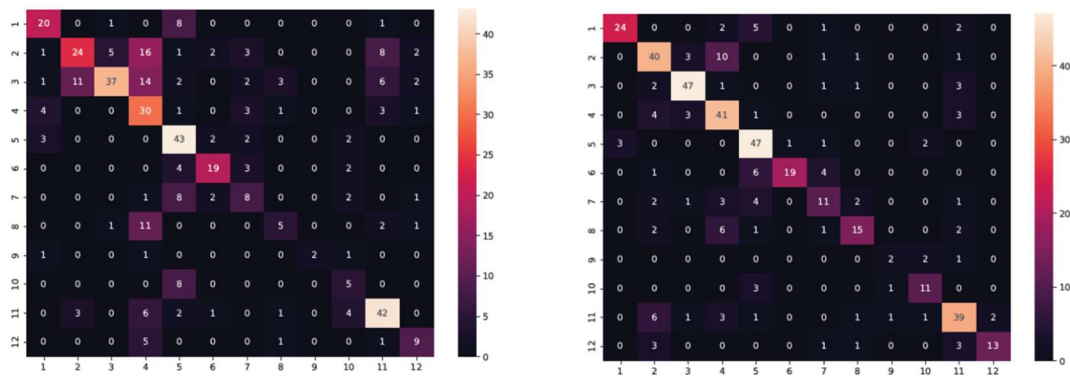 1 20 0 1 0 8 0 0 0 0 0 1 0
2 1 24 5 16 1 2 3 0 0 0 8 2
3 1 11 37 14 2 0 2 3 0 0 6 2
4 4 0 0 30 1 0 3 1 0 0 3 1
5 3 0 0 0 43 2 2 0 0 2 0 0
6 0 0 0 0 4 19 3 0 0 2 0 0
7 0 0 0 1 8 2 8 0 0 2 0 1
8 0 0 1 11 0 0 0 5 0 0 2 1
9 1 0 0 1 0 0 0 0 2 1 0 0
10 0 0 0 0 8 0 0 0 0 5 0 0
11 0 3 0 6 2 1 0 1 0 4 42 0
12 0 0 0 5 0 0 0 1 0 0 1 9
1 2 3 4 5 6 7 8 9 10 11 12
40
35
30
25
20
15
10
5
0
1 24 0 0 2 5 0 1 0 0 0 2 0
2 0 40 3 10 0 0 1 0 0 0 1 0
3 0 2 47 1 0 0 1 1 0 0 3 0
4 0 4 3 41 1 0 0 0 0 0 3 0
5 3 0 0 0 47 1 1 0 0 2 0 0
6 0 1 0 0 6 19 4 0 0 0 0 0
7 0 2 1 3 4 0 11 2 0 0 1 0
8 0 2 0 6 1 0 1 15 0 0 2 0
9 0 0 0 0 0 0 0 0 2 2 1 0
10 0 0 0 0 3 0 0 0 1 11 0 0
11 0 6 1 3 1 0 0 1 1 1 39 2
12 0 3 0 0 0 0 1 1 0 0 3 13
1 2 3 4 5 6 7 8 9 10 11 12
40
30
20
10
0